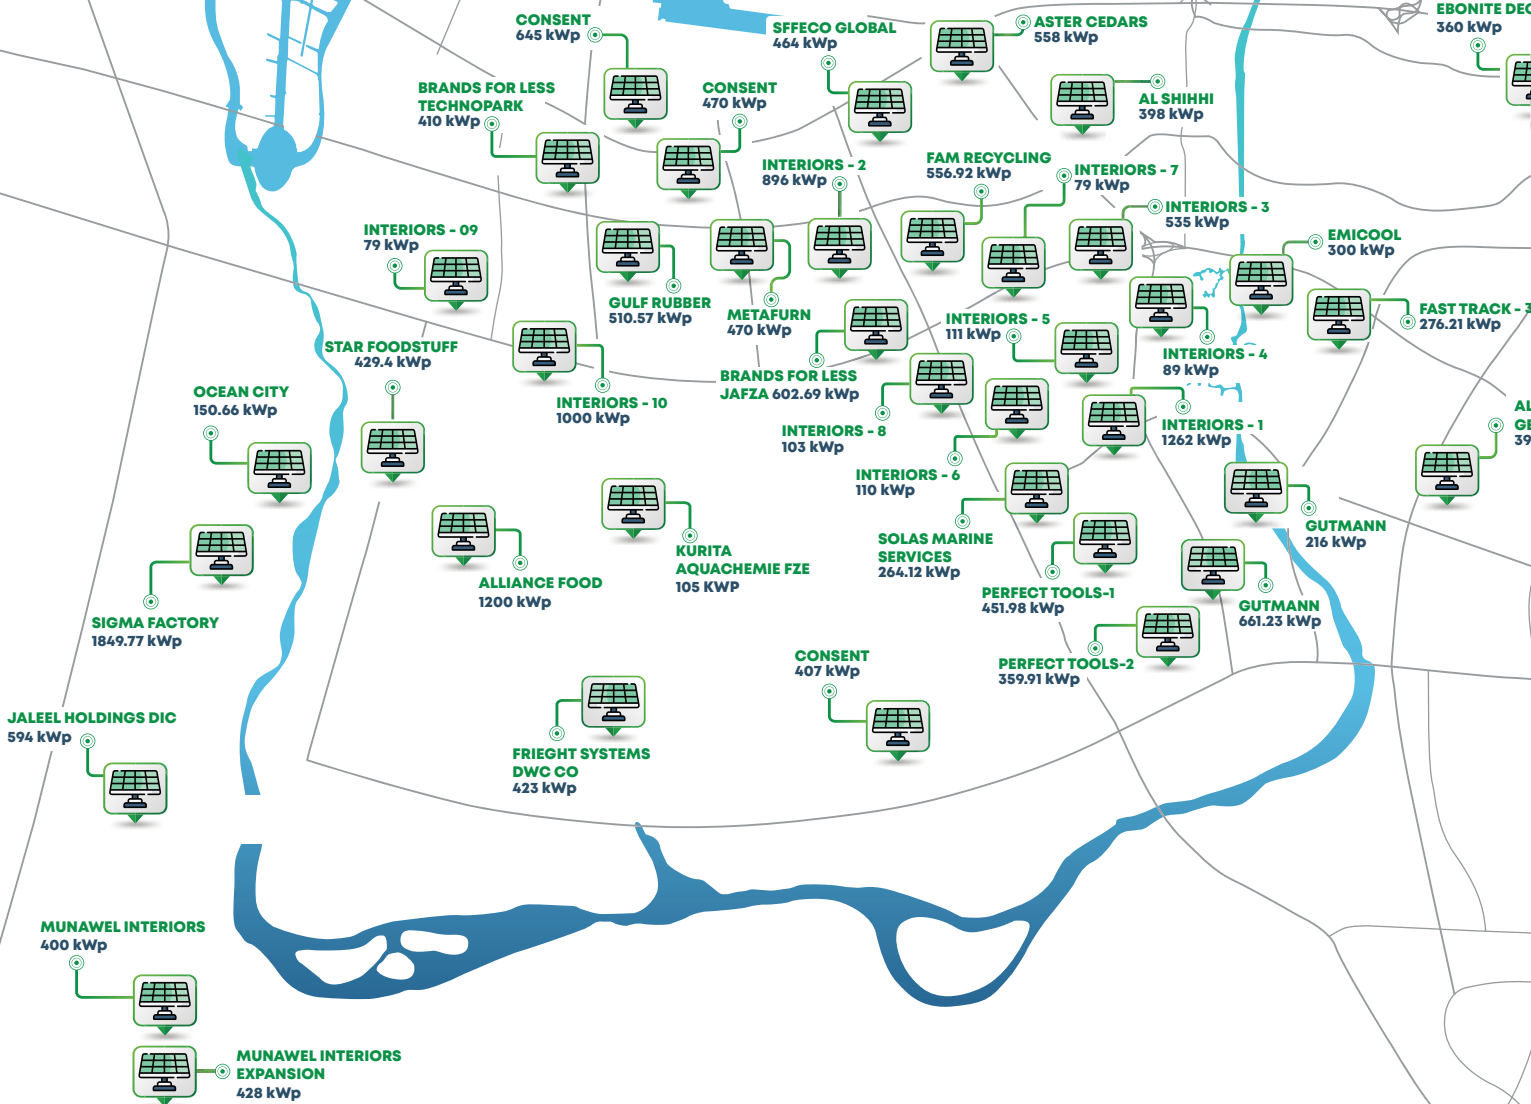 CONSENT
645 kWp
SFFECO GLOBAL
464 kWp
ASTER CEDARS
558 kWp
360 kWp
BRANDS FOR LESS
TECHNOPARK
410 kWp
CONSENT
470 kWp
AL SHIHHI
398 kWp
INTERIORS - 2
896 kWp
FAM RECYCLING
556.92 kWp
INTERIORS - 7
79 kWp
INTERIORS - 3
535 kWp
INTERIORS - 09
79 kWp
EMICOOL
300 kWp
GULF RUBBER
510.57 kWp
METAFURN
470 kWp
INTERIORS - 5
111 kWp
FAST TRACK - 3
276.21 kWp
STAR FOODSTUFF
429.4 kWp
INTERIORS - 4
89 kWp
BRANDS FOR LESS
JAFZA 602.69 kWp
OCEAN CITY
150.66 kWp
INTERIORS - 10
1000 kWp
INTERIORS - 8
103 kWp
INTERIORS - 1
1262 kWp
INTERIORS - 6
110 kWp
GUTMANN
216 kWp
SOLAS MARINE
SERVICES
264.12 kWp
KURITA
AQUACHEMIE FZE
105 KWP
ALLIANCE FOOD
1200 kWp
PERFECT TOOLS-1
451.98 kWp
GUTMANN
661.23 kWp
SIGMA FACTORY
1849.77 kWp
CONSENT
407 kWp
PERFECT TOOLS-2
359.91 kWp
JALEEL HOLDINGS DIC
594 kWp
FRIEGHT SYSTEMS
DWC CO
423 kWp
MUNAWEL INTERIORS
400 kWp
MUNAWEL INTERIORS
EXPANSION
428 kWp